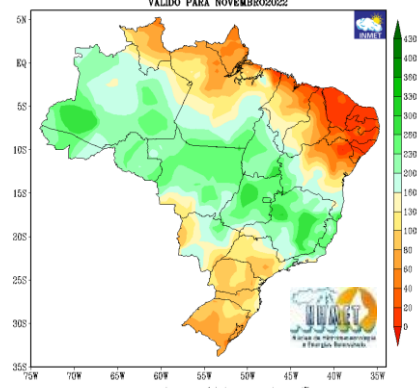 VALIDO PARA NOVEMBRO2022
INMET
5N
EQ
5S
10S
15S
20S
25S
30S
35S
75W
70W
65W
60W
55W
50W
45W
40W
35W
430
400
360
330
300
260
230
200
160
130
100
80
60
40
20
0